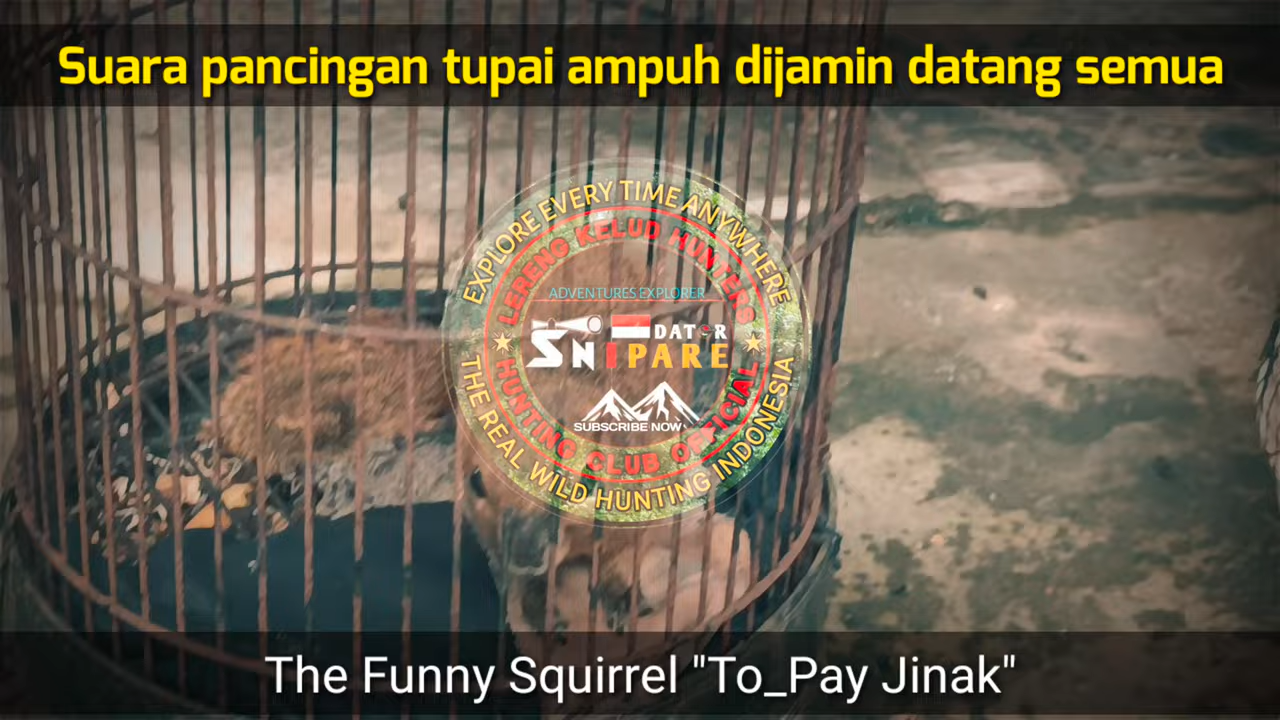 Suara pancingan tupai ampuh dijamin datang semua
EXPLORE EVERY TIME ANYWHERE
LERENG KELUD HUNTERS
ADVENTURES EXPLORER
DATOR
SNIPARE
SUBSCRIBE NOW
HUNTING CLUB OFFICIAL
THE REAL WILD HUNTING INDONESIA
The Funny Squirrel "To_Pay Jinak"